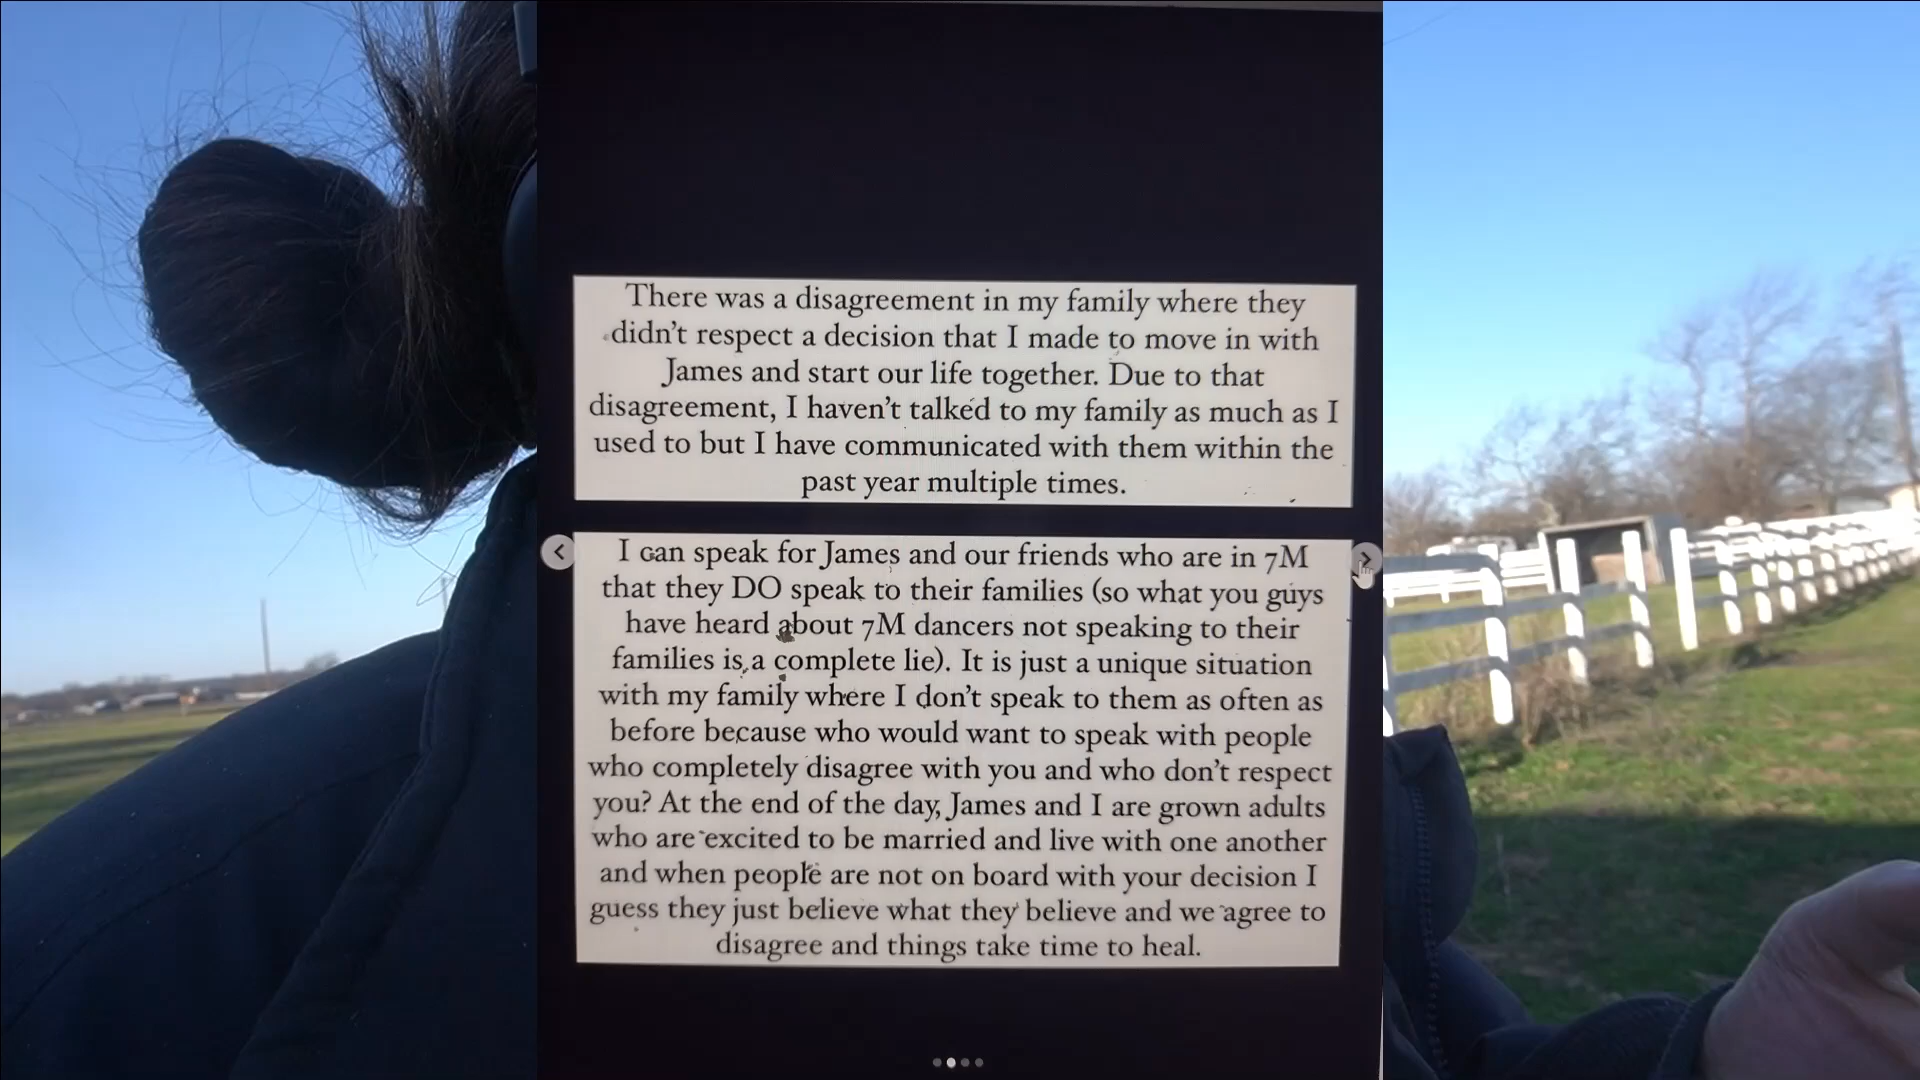 There was a disagreement in my family where they
didn't respect a decision that I made to move in with
James and start our life together. Due to that
disagreement, I haven't talked to my family as much as I
used to but I have communicated with them within the
past year multiple times.
I can speak for James and our friends who are in 7M
that they DO speak to their families (so what you guys
have heard about 7M dancers not speaking to their
families is a complete lie). It is just a unique situation
with my family where I don't speak to them as often as
before because who would want to speak with people
who completely disagree with you and who don't respect
you? At the end of the day, James and I are grown adults
who are excited to be married and live with one another
and when people are not on board with your decision I
guess they just believe what they believe and we agree to
disagree and things take time to heal.